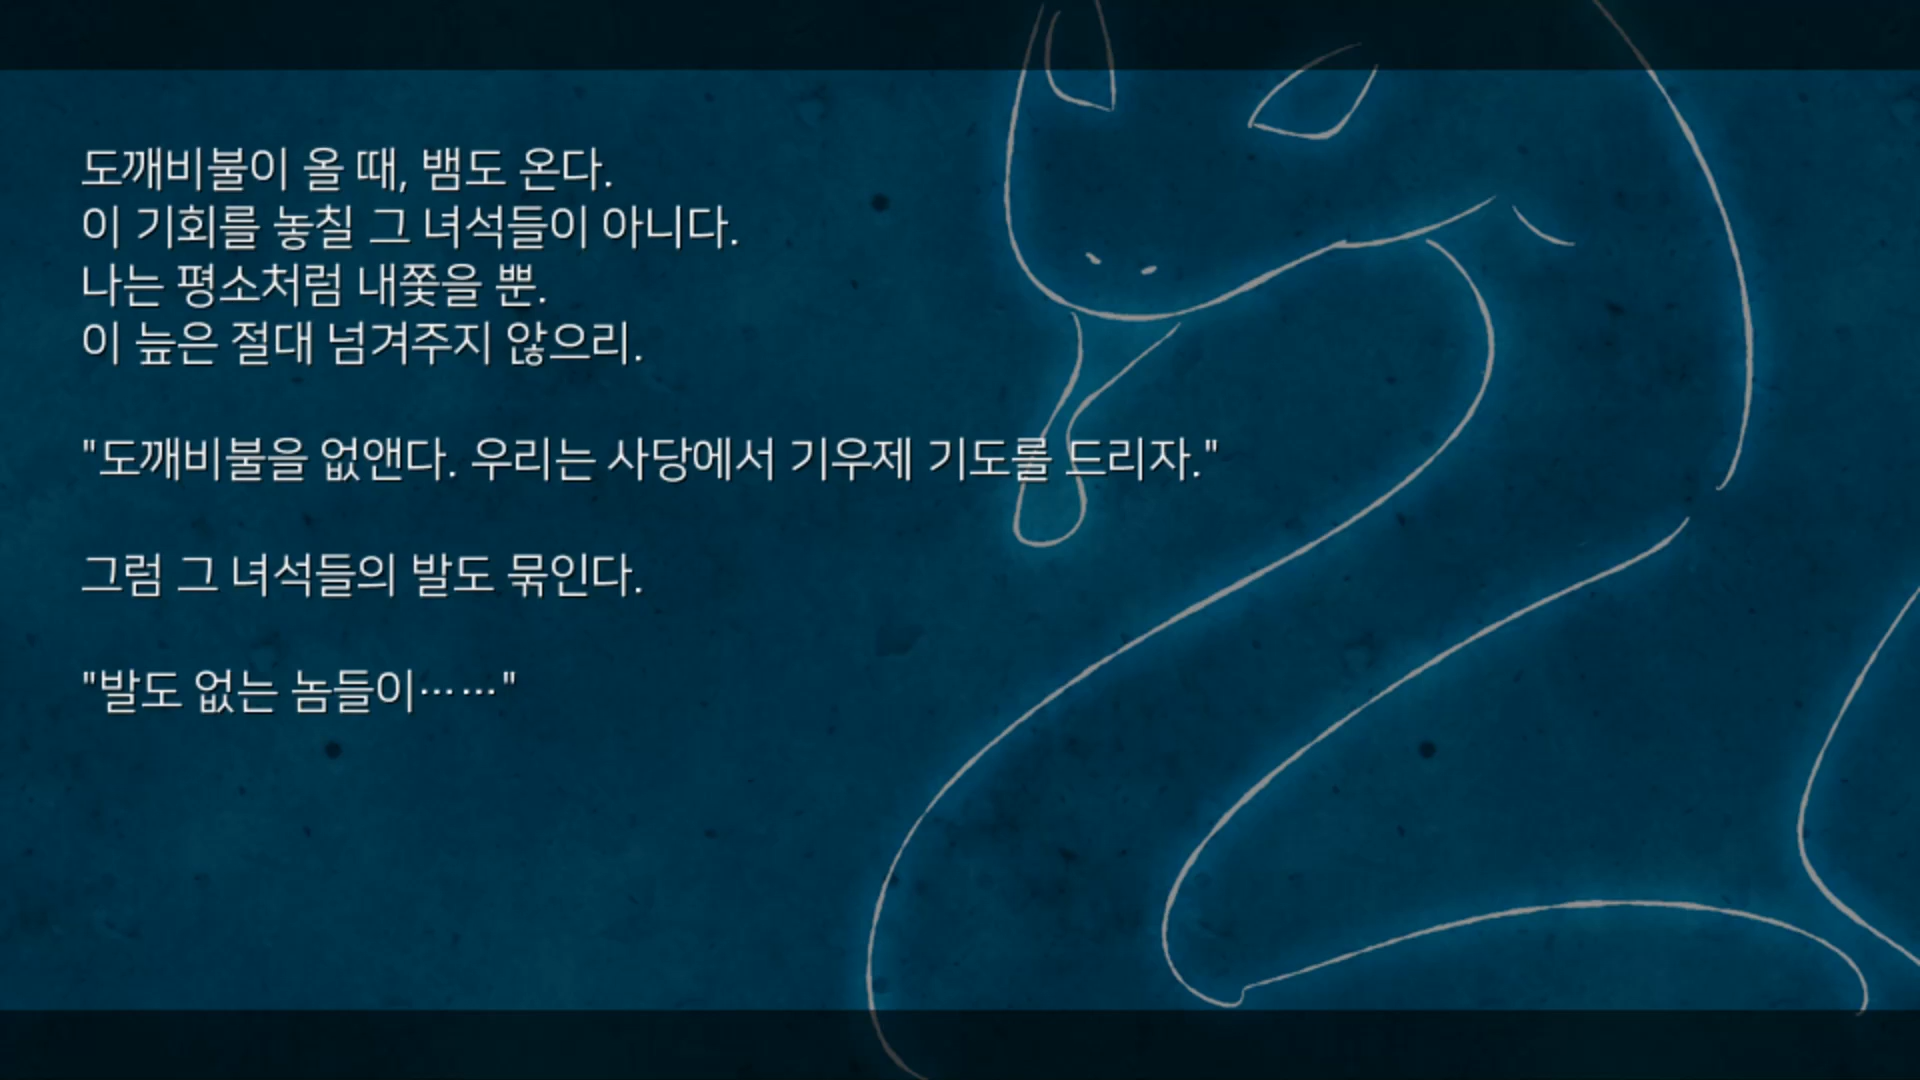 도깨비불이 올 때, 뱀도 온다.
이 기회를 놓칠 그 녀석들이 아니다.
나는 평소처럼 내쫓을 뿐.
이 늪은 절대 넘겨주지 않으리.
"도깨비불을 없앤다. 우리는 사당에서 기우제 기도를 드리자."
그럼 그 녀석들의 발도 묶인다.
"발도 없는 놈들이……"